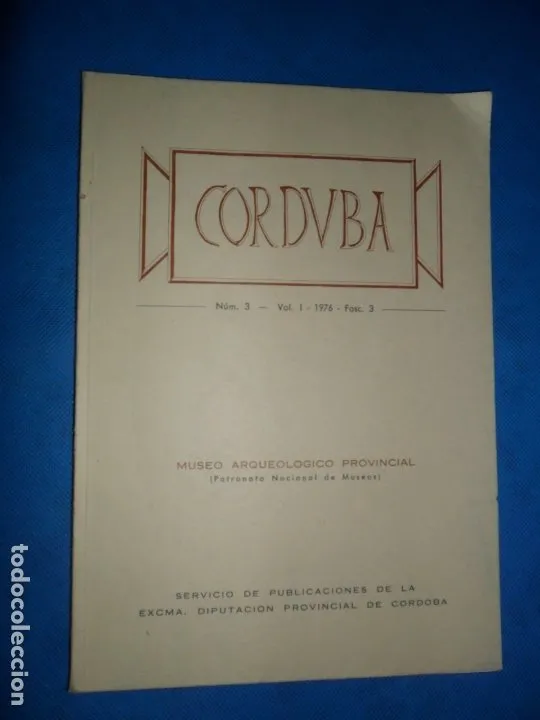 CORDVBA
Núm. 3 — Vol. I - 1976 - Fasc. 3
MUSEO ARQUEOLOGICO PROVINCIAL
(Patronato Nacional de Museos)
SERVICIO DE PUBLICACIONES DE LA
EXCMA. DIPUTACION PROVINCIAL DE CORDOBA
todocoleccion